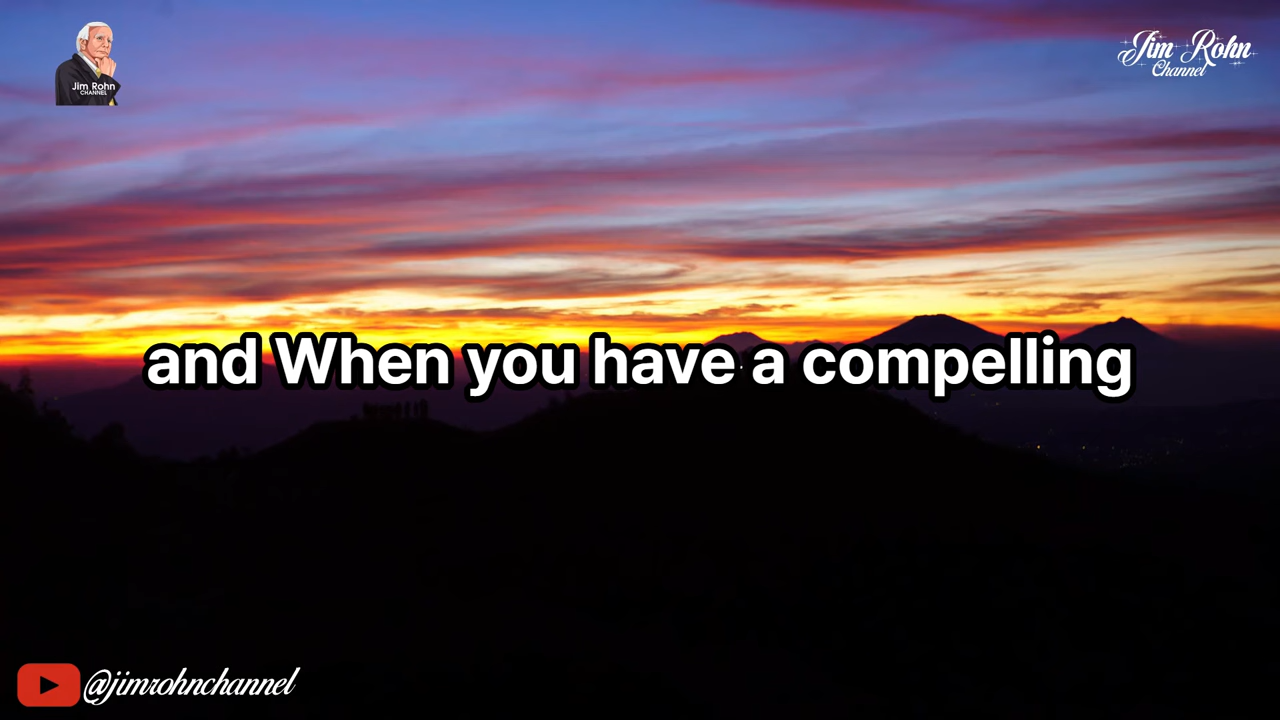 Jim Rohn
CHANNEL
Jim Rohn
Channel
and When you have a compelling
@jimrohnchannel